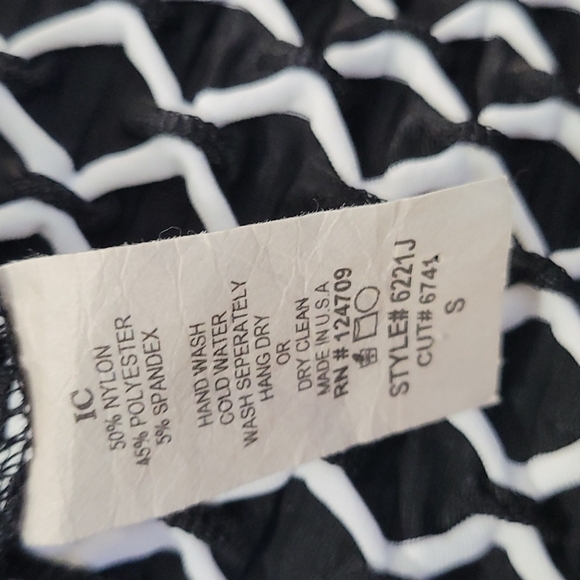 IC
50% NYLON
45% POLYESTER
5% SPANDEX
HAND WASH
COLD WATER
WASH SEPERATELY
HANG DRY
OR
DRY CLEAN
MADE IN U.S.A
RN # 124709
STYLE# 6221J
CUT# 6741
S